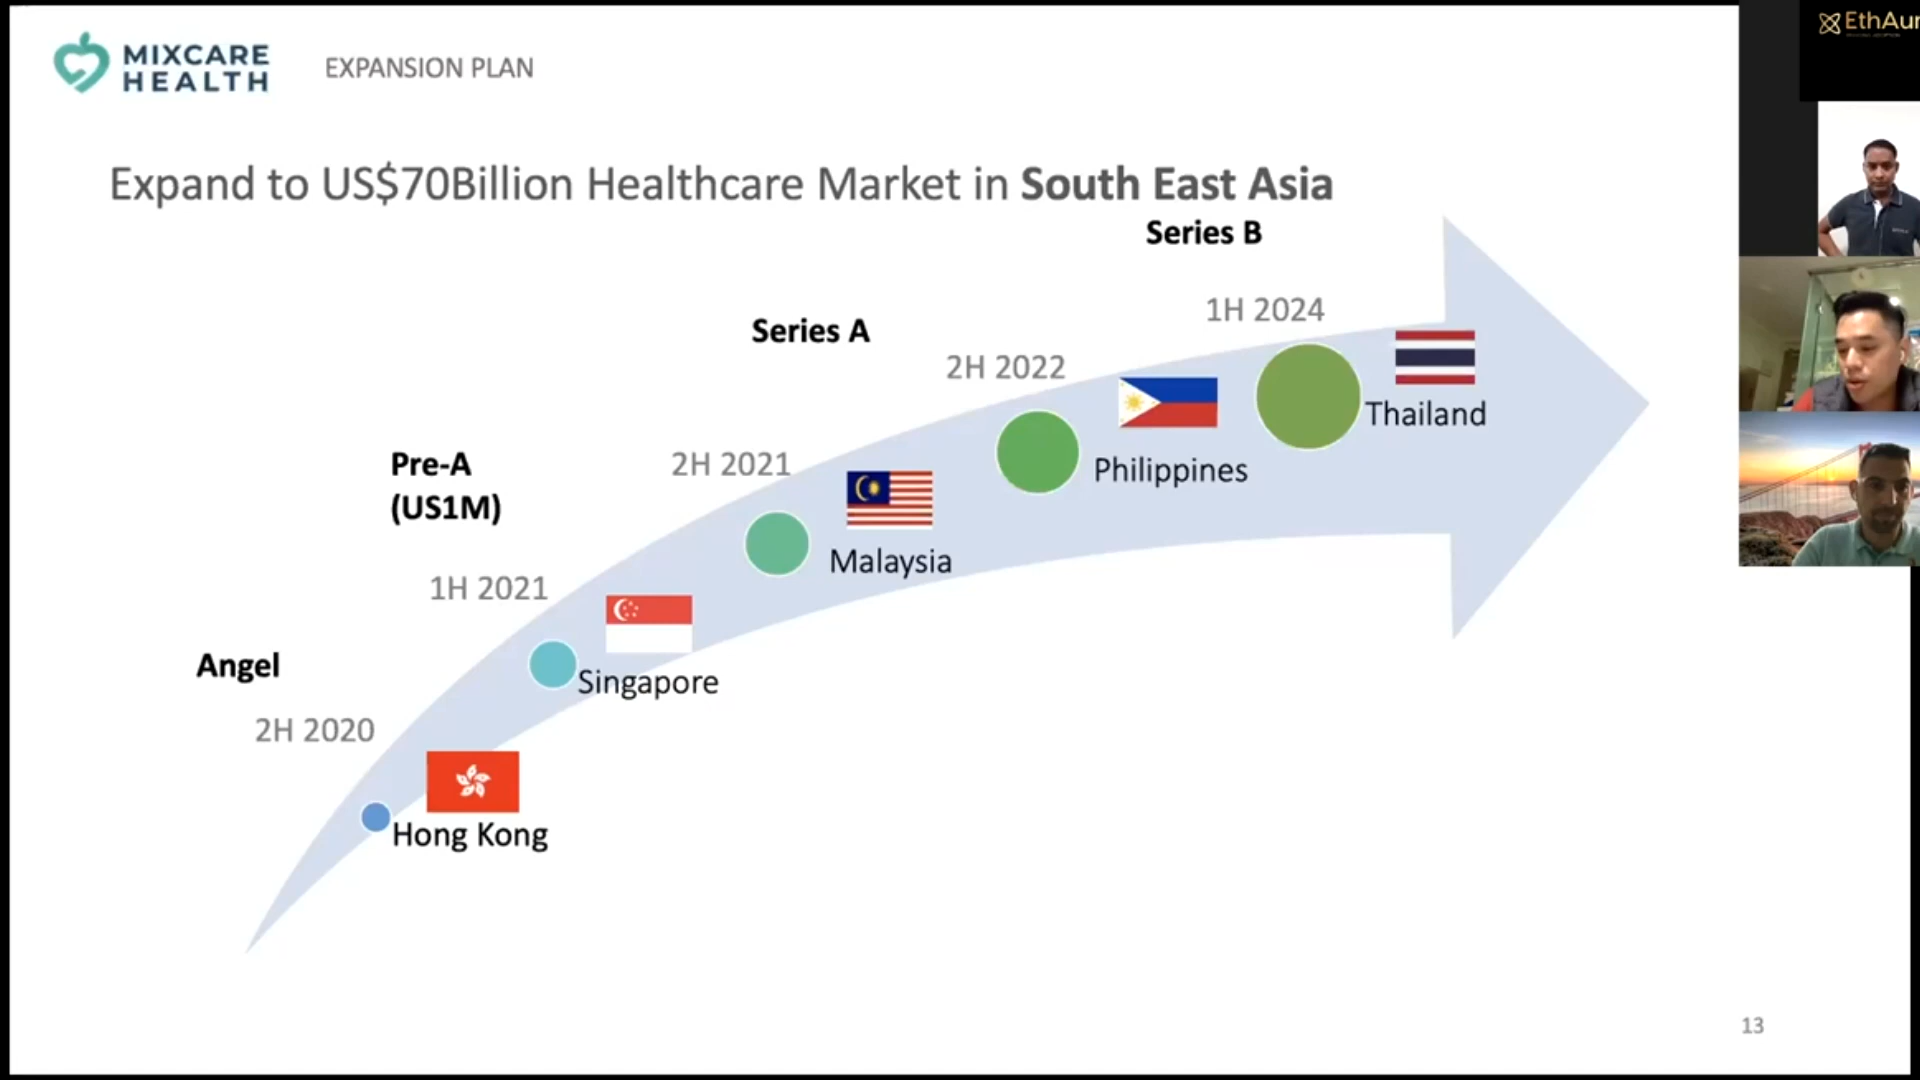 MIXCARE
HEALTH
EXPANSION PLAN
EthAur
Expand to US$70Billion Healthcare Market in South East Asia
Series B
1H 2024
Series A
2H 2022
Thailand
Pre-A
(US1M)
2H 2021
Philippines
1H 2021
Malaysia
Angel
Singapore
2H 2020
Hong Kong
13